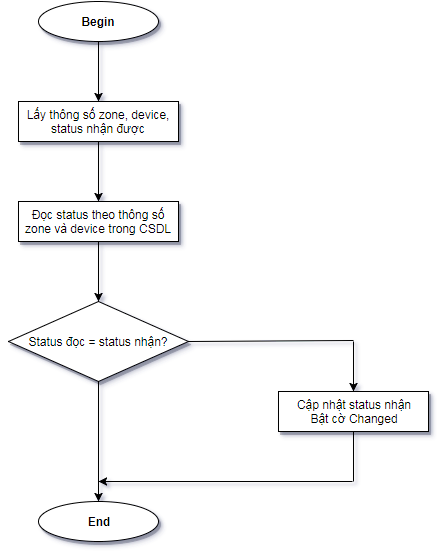 Begin
Lấy thông số zone, device,
status nhận được
Đọc status theo thông số
zone và device trong CSDL
Status đọc = status nhận?
Cập nhật status nhận
Bật cờ Changed
End